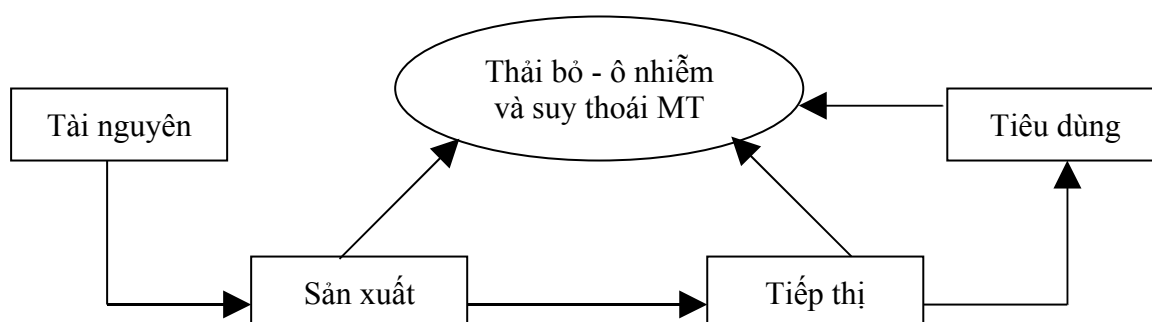 Thải bỏ - ô nhiễm
và suy thoái MT
Tài nguyên
Tiêu dùng
Sản xuất
Tiếp thị